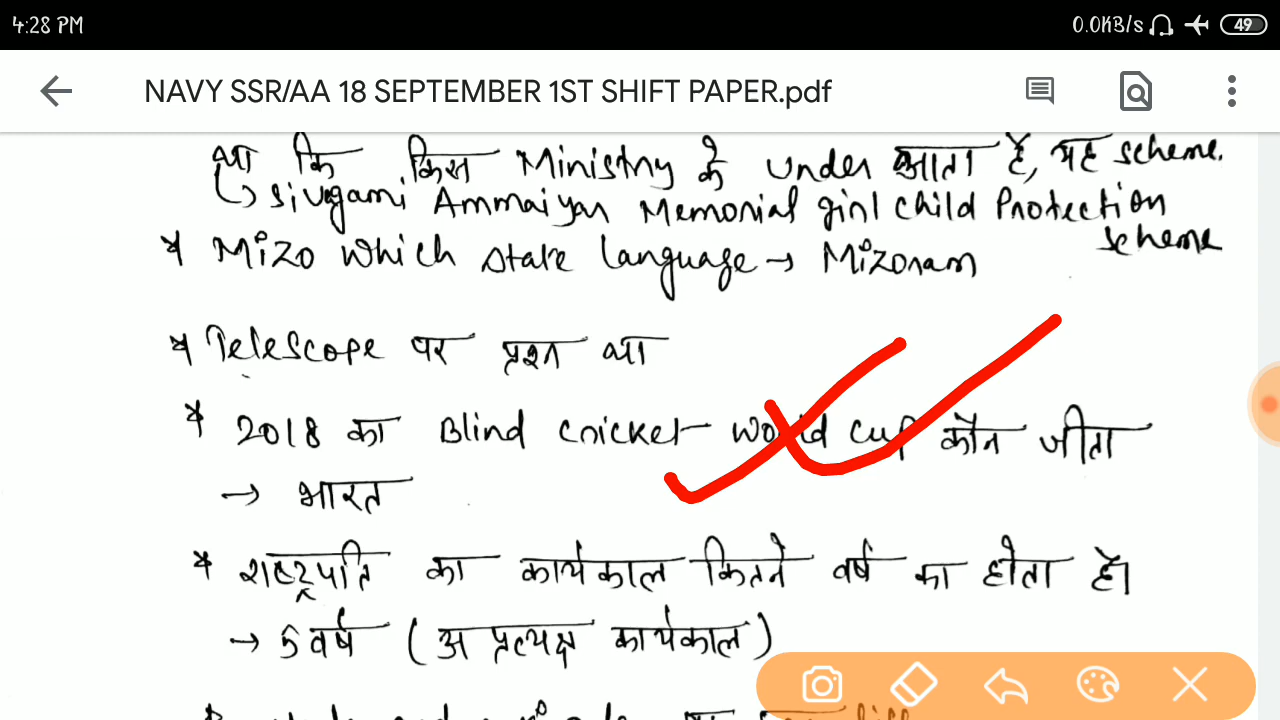 4:28 PM
0.0KB/s 49
NAVY SSR/AA 18 SEPTEMBER 1ST SHIFT PAPER.pdf
था कि किस Ministry के under आता है, यह scheme.
↳ Sivagami Ammaiyar Memorial girl child Protection scheme
* Mizo which state language → Mizoram
* Telescope पर प्रश्न था
* 2018 का Blind cricket world cup कौन जीता
→ भारत
* राष्ट्रपति का कार्यकाल कितने वर्ष का होता है।
→ 5 वर्ष (अप्रत्यक्ष कार्यकाल)